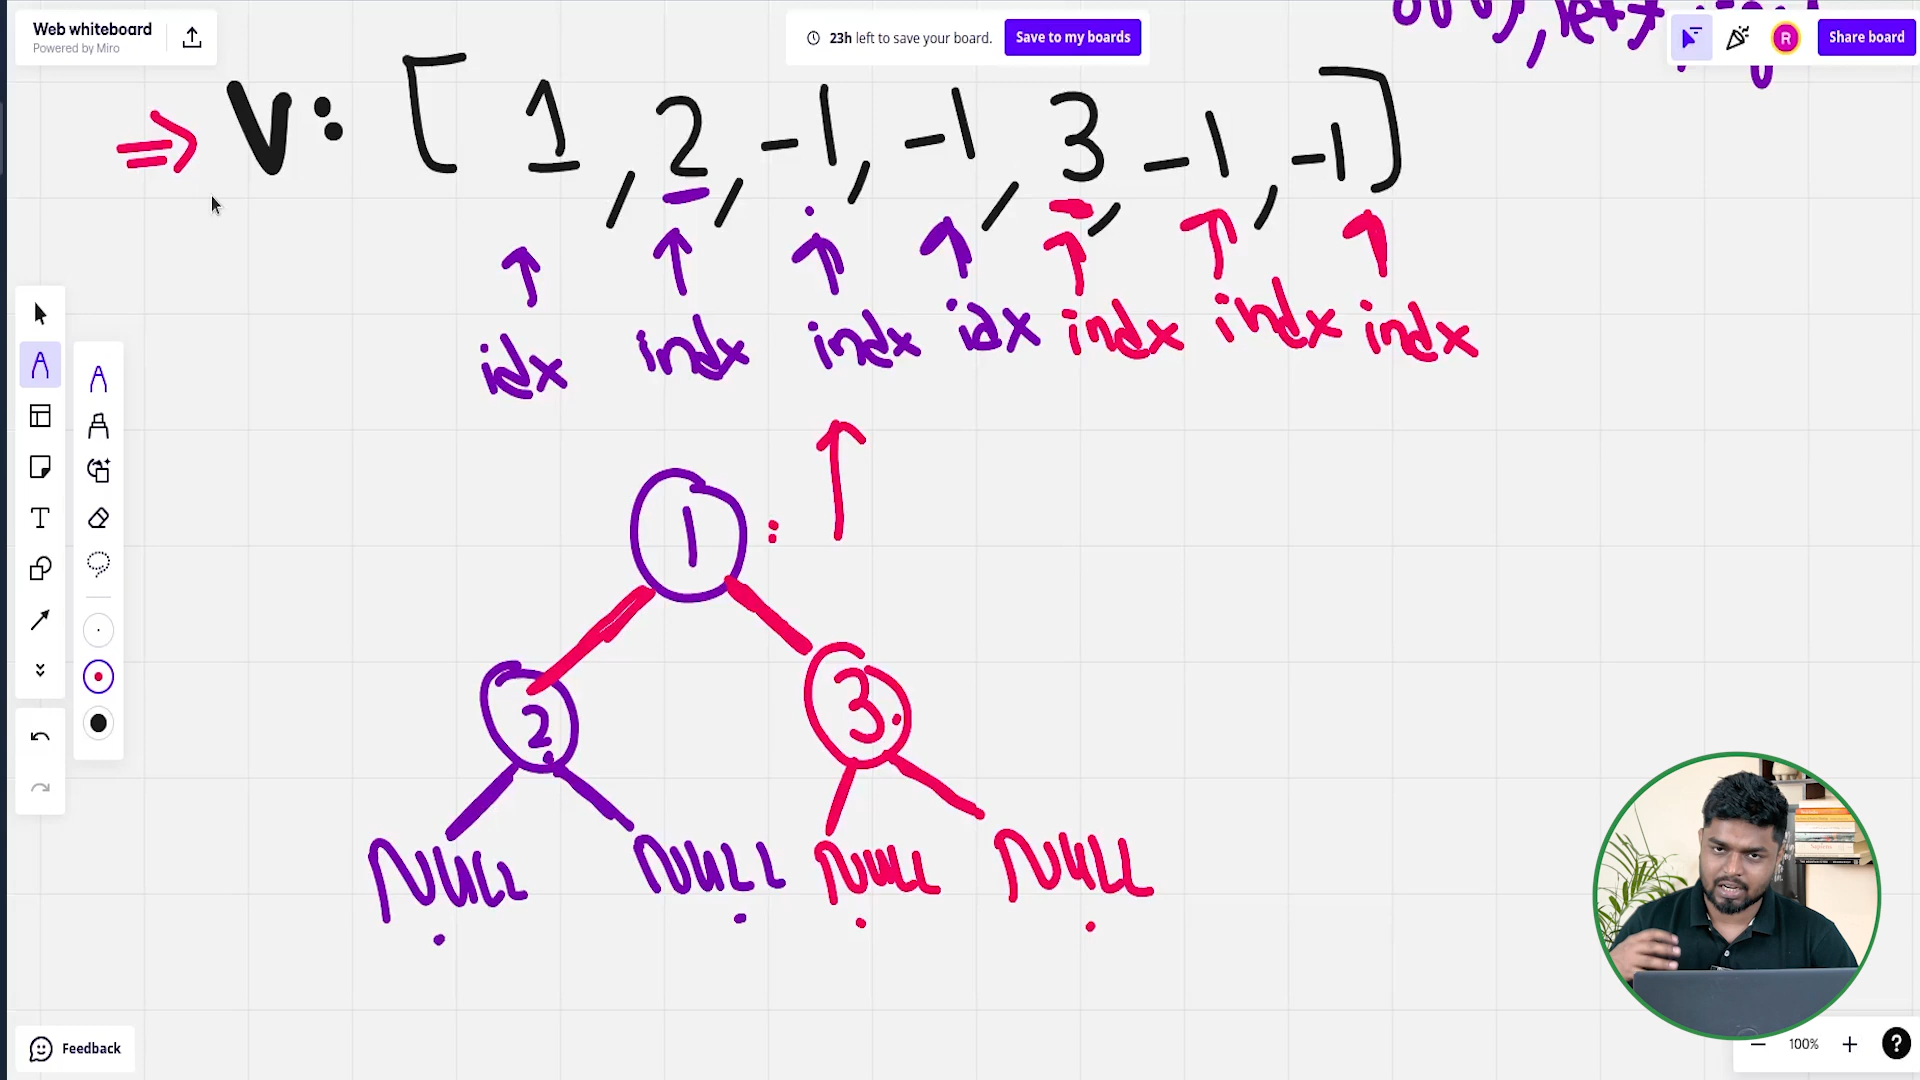 Web whiteboard
Powered by Miro
23h left to save your board.
Save to my boards
R
Share board
⇒ V: [ 1, 2, -1, -1, 3, -1, -1]
idx indx indx idx indx indx indx
1 :
2 3
NULL NULL NULL NULL
T
Feedback
− 100% + ?